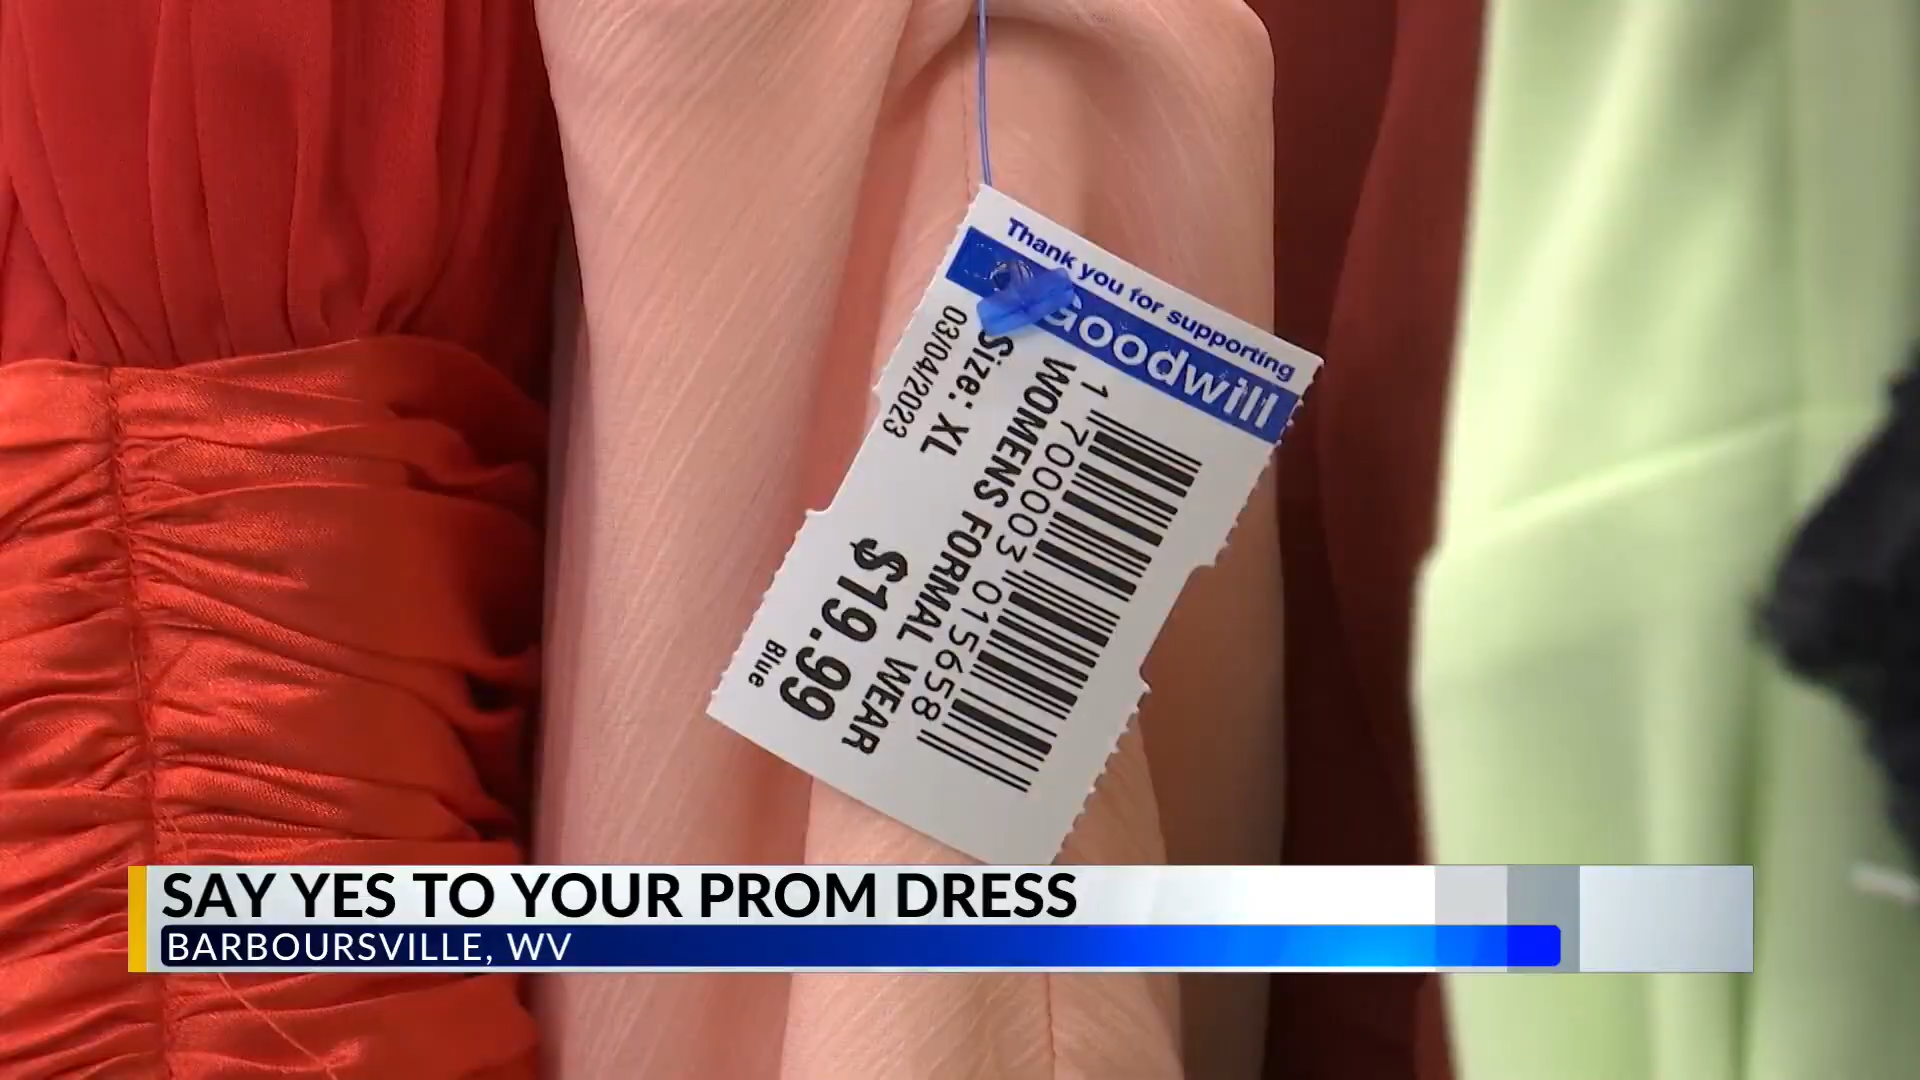 Thank you for supporting
Goodwill
1 700003 015658
WOMENS FORMAL WEAR
Size: XL
$19.99
03/04/2023
Blue
SAY YES TO YOUR PROM DRESS
BARBOURSVILLE, WV